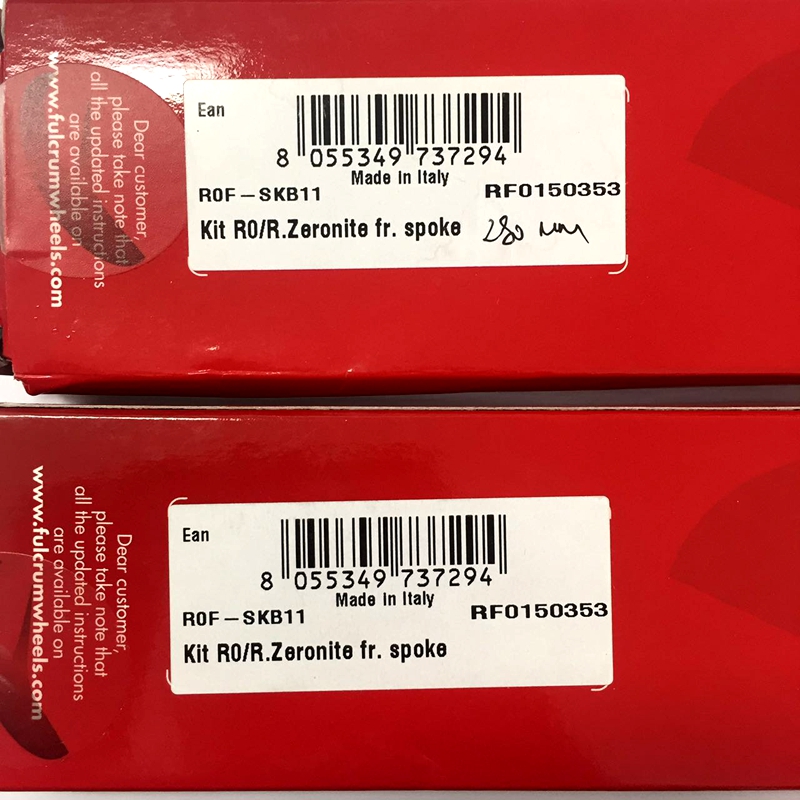 Dear customer,
please take note that
all the updated instructions
are available on
www.fulcrumwheels.com
Ean
8 055349 737294
Made in Italy
R0F-SKB11 RF0150353
Kit R0/R.Zeronite fr. spoke 280 mm
Dear customer,
please take note that
all the updated instructions
are available on
www.fulcrumwheels.com
Ean
8 055349 737294
Made in Italy
R0F-SKB11 RF0150353
Kit R0/R.Zeronite fr. spoke